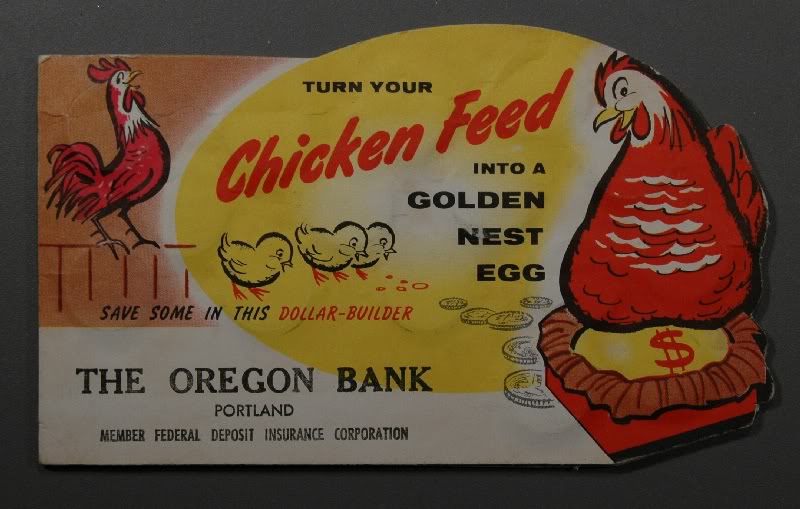 TURN YOUR
Chicken Feed
INTO A
GOLDEN
NEST
EGG
SAVE SOME IN THIS DOLLAR-BUILDER
$
THE OREGON BANK
PORTLAND
MEMBER FEDERAL DEPOSIT INSURANCE CORPORATION